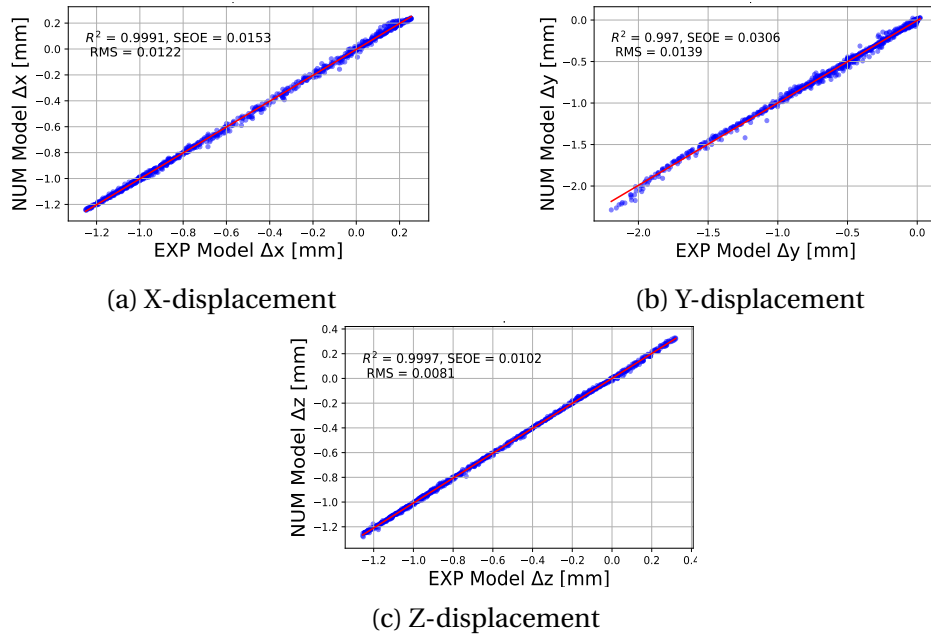 R² = 0.9991, SEOE = 0.0153
RMS = 0.0122
0.2
0.0
−0.2
−0.4
−0.6
−0.8
−1.0
−1.2
NUM Model Δx [mm]
−1.2 −1.0 −0.8 −0.6 −0.4 −0.2 0.0 0.2
EXP Model Δx [mm]
(a) X-displacement
R² = 0.997, SEOE = 0.0306
RMS = 0.0139
0.0
−0.5
−1.0
−1.5
−2.0
NUM Model Δy [mm]
−2.0 −1.5 −1.0 −0.5 0.0
EXP Model Δy [mm]
(b) Y-displacement
R² = 0.9997, SEOE = 0.0102
RMS = 0.0081
0.4
0.2
0.0
−0.2
−0.4
−0.6
−0.8
−1.0
−1.2
NUM Model Δz [mm]
−1.2 −1.0 −0.8 −0.6 −0.4 −0.2 0.0 0.2 0.4
EXP Model Δz [mm]
(c) Z-displacement